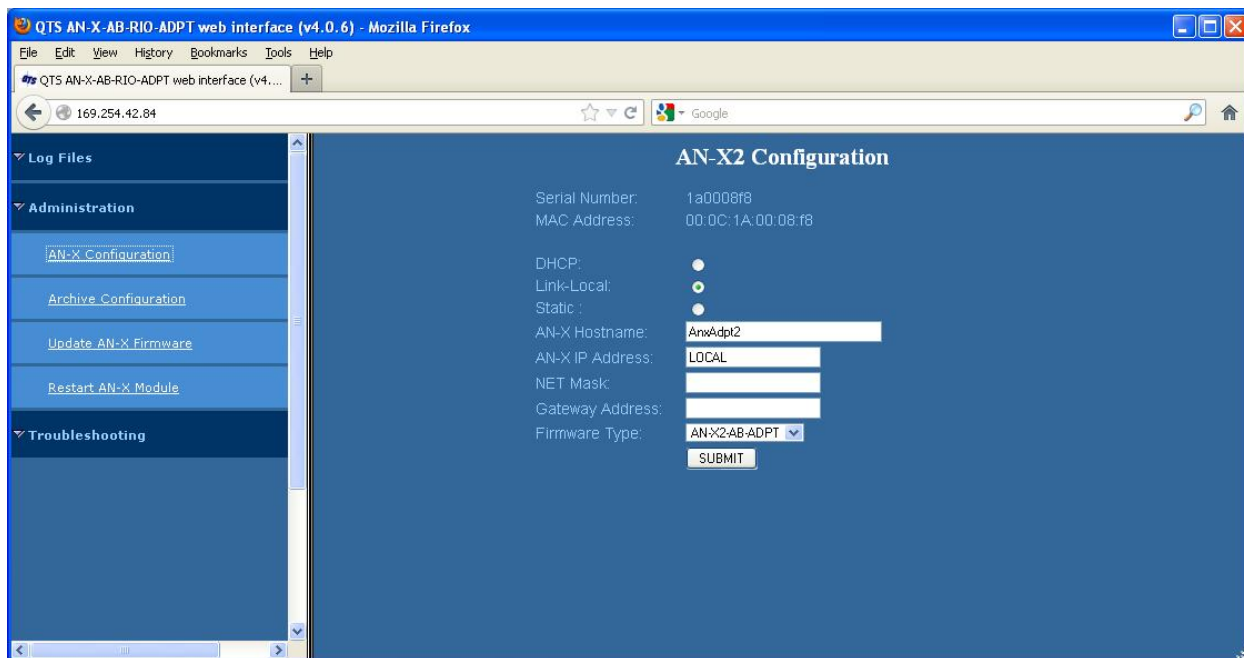 QTS AN-X-AB-RIO-ADPT web interface (v4.0.6) - Mozilla Firefox
File Edit View History Bookmarks Tools Help
QTS QTS AN-X-AB-RIO-ADPT web interface (v4.... +
169.254.42.84 Google
Log Files
Administration
AN-X Configuration
Archive Configuration
Update AN-X Firmware
Restart AN-X Module
Troubleshooting
AN-X2 Configuration
Serial Number: 1a0008f8
MAC Address: 00:0C:1A:00:08:f8
DHCP:
Link-Local:
Static :
AN-X Hostname: AnxAdpt2
AN-X IP Address: LOCAL
NET Mask:
Gateway Address:
Firmware Type: AN-X2-AB-ADPT
SUBMIT